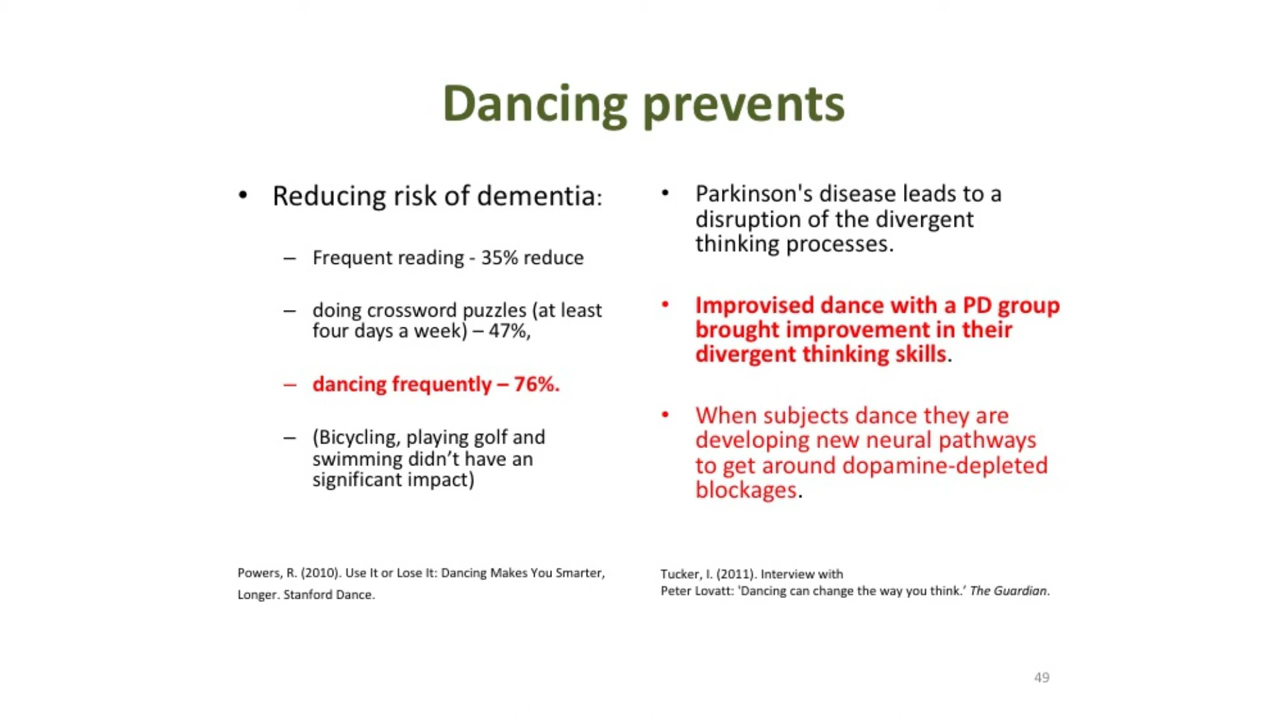 Dancing prevents
• Reducing risk of dementia:
– Frequent reading - 35% reduce
– doing crossword puzzles (at least
four days a week) – 47%,
– dancing frequently – 76%.
– (Bicycling, playing golf and
swimming didn’t have an
significant impact)
Powers, R. (2010). Use It or Lose It: Dancing Makes You Smarter,
Longer. Stanford Dance.
• Parkinson's disease leads to a
disruption of the divergent
thinking processes.
• Improvised dance with a PD group
brought improvement in their
divergent thinking skills.
• When subjects dance they are
developing new neural pathways
to get around dopamine-depleted
blockages.
Tucker, I. (2011). Interview with
Peter Lovatt: 'Dancing can change the way you think.’ The Guardian.
49